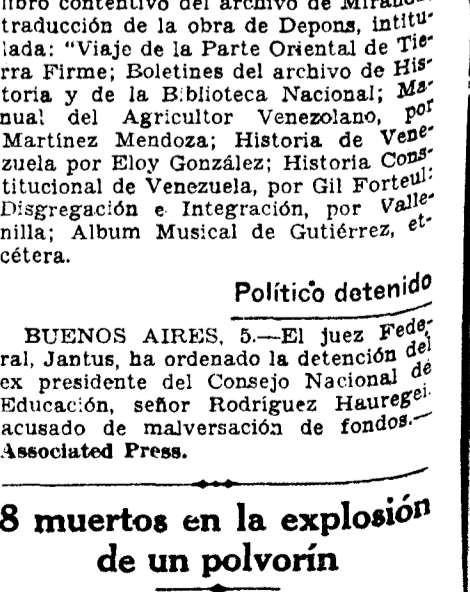 libro contentivo del archivo de Miran
traducción de la obra de Depons, intitu-
lada: "Viaje de la Parte Oriental de Tie-
rra Firme; Boletines del archivo de His-
toria y de la Biblioteca Nacional; Ma-
nual del Agricultor Venezolano, por
Martínez Mendoza; Historia de Vene-
zuela por Eloy González; Historia Cons-
titucional de Venezuela, por Gil Forteul:
Disgregación e Integración, por Valle-
nilla; Album Musical de Gutiérrez, et-
cétera.
Político detenido
BUENOS AIRES, 5.—El juez Fede-
ral, Jantus, ha ordenado la detención del
ex presidente del Consejo Nacional de
Educación, señor Rodríguez Hauregei.
acusado de malversación de fondos.—
Associated Press.
8 muertos en la explosión
de un polvorín